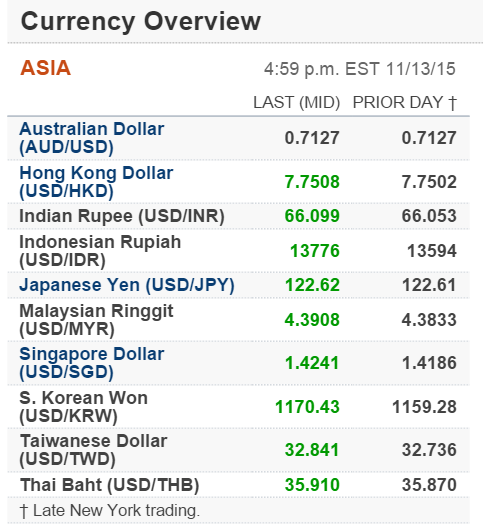 Currency Overview
ASIA 4:59 p.m. EST 11/13/15
LAST (MID) PRIOR DAY †
Australian Dollar
(AUD/USD) 0.7127 0.7127
Hong Kong Dollar
(USD/HKD) 7.7508 7.7502
Indian Rupee (USD/INR) 66.099 66.053
Indonesian Rupiah
(USD/IDR) 13776 13594
Japanese Yen (USD/JPY) 122.62 122.61
Malaysian Ringgit
(USD/MYR) 4.3908 4.3833
Singapore Dollar
(USD/SGD) 1.4241 1.4186
S. Korean Won
(USD/KRW) 1170.43 1159.28
Taiwanese Dollar
(USD/TWD) 32.841 32.736
Thai Baht (USD/THB) 35.910 35.870
† Late New York trading.